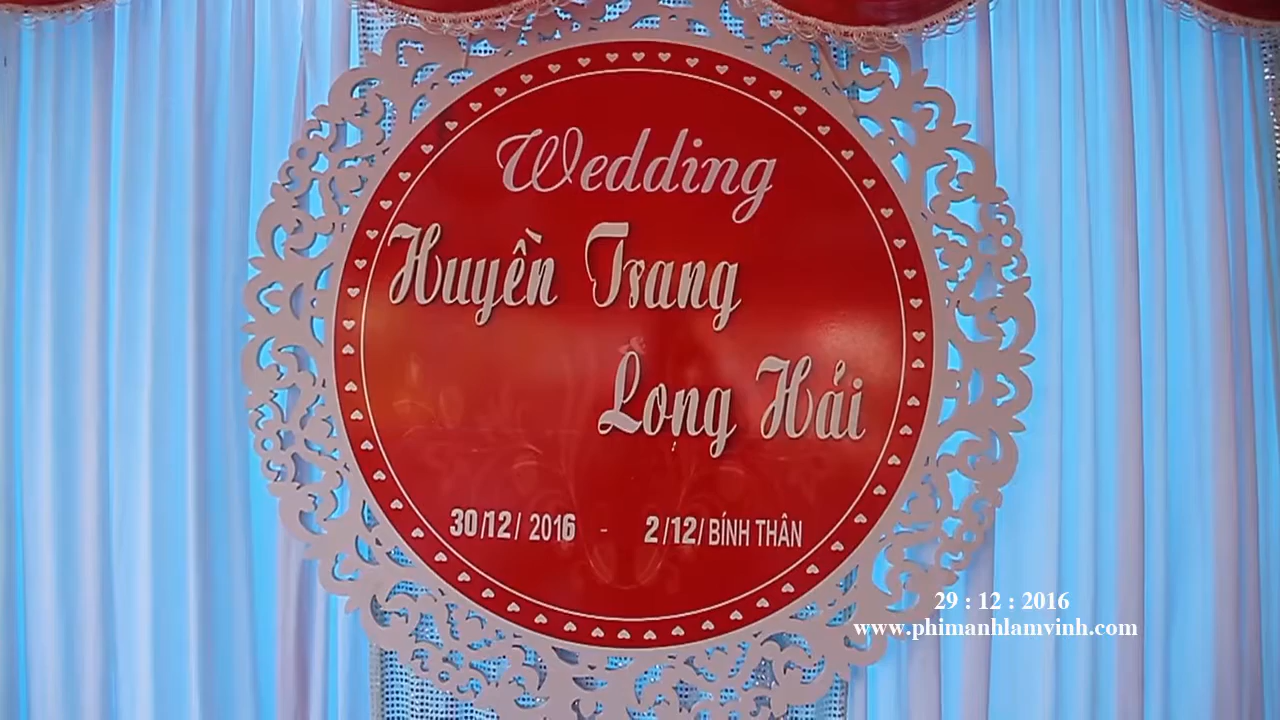 Wedding
Huyền Trang
Long Hải
30/12/ 2016 - 2/12/ BÍNH THÂN
29 : 12 : 2016
www.phimanhlamvinh.com